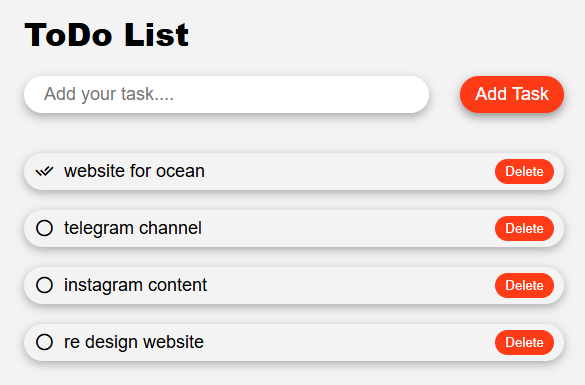 ToDo List
Add your task....
Add Task
website for ocean
Delete
telegram channel
Delete
instagram content
Delete
re design website
Delete